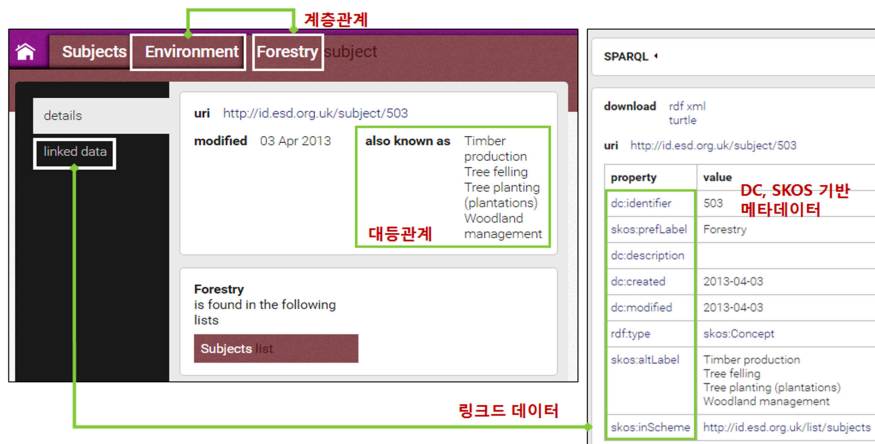 계층관계
Subjects Environment Forestry subject
details
linked data
uri http://id.esd.org.uk/subject/503
modified 03 Apr 2013
also known as Timber
production
Tree felling
Tree planting
(plantations)
Woodland
management
대등관계
Forestry
is found in the following
lists
Subjects list
링크드 데이터
SPARQL
download rdf xml
turtle
uri http://id.esd.org.uk/subject/503
property value
DC, SKOS 기반
메타데이터
dc:identifier 503
skos:prefLabel Forestry
dc:description
dc:created 2013-04-03
dc:modified 2013-04-03
rdf:type skos:Concept
skos:altLabel Timber production
Tree felling
Tree planting (plantations)
Woodland management
skos:inScheme http://id.esd.org.uk/list/subjects